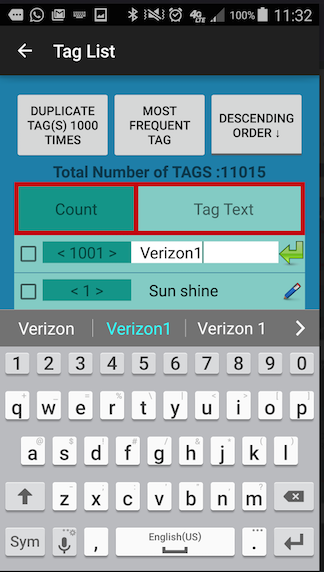 100% 11:32
Tag List
DUPLICATE
TAG(S) 1000
TIMES
MOST
FREQUENT
TAG
DESCENDING
ORDER ↓
Total Number of TAGS :11015
Count Tag Text
< 1001 > Verizon1
< 1 > Sun shine
Verizon Verizon1 Verizon 1
1 2 3 4 5 6 7 8 9 0
q w e r t y u i o p
a s d f g h j k l
z x c v b n m
Sym , English(US) .